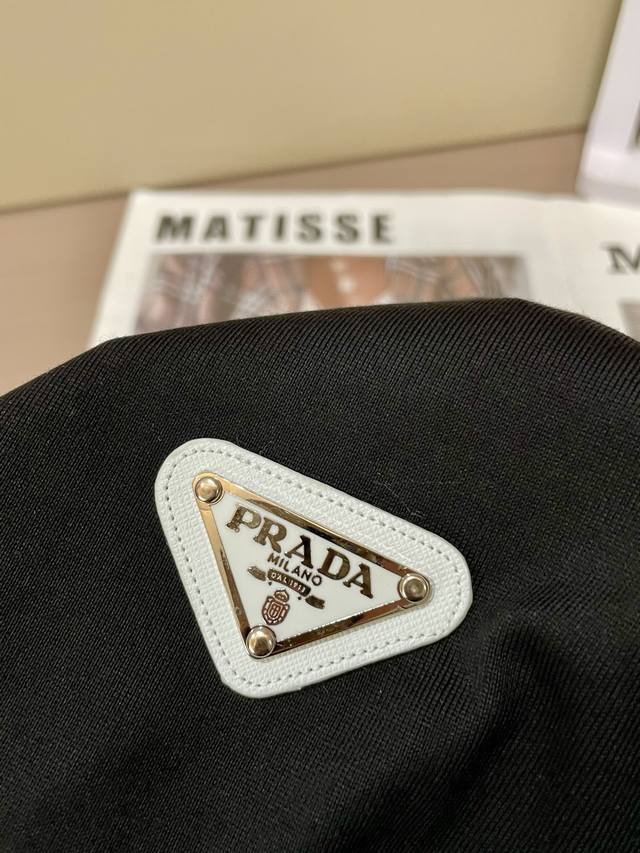 MATISSE
M
PRADA
MILANO
DAL 1913